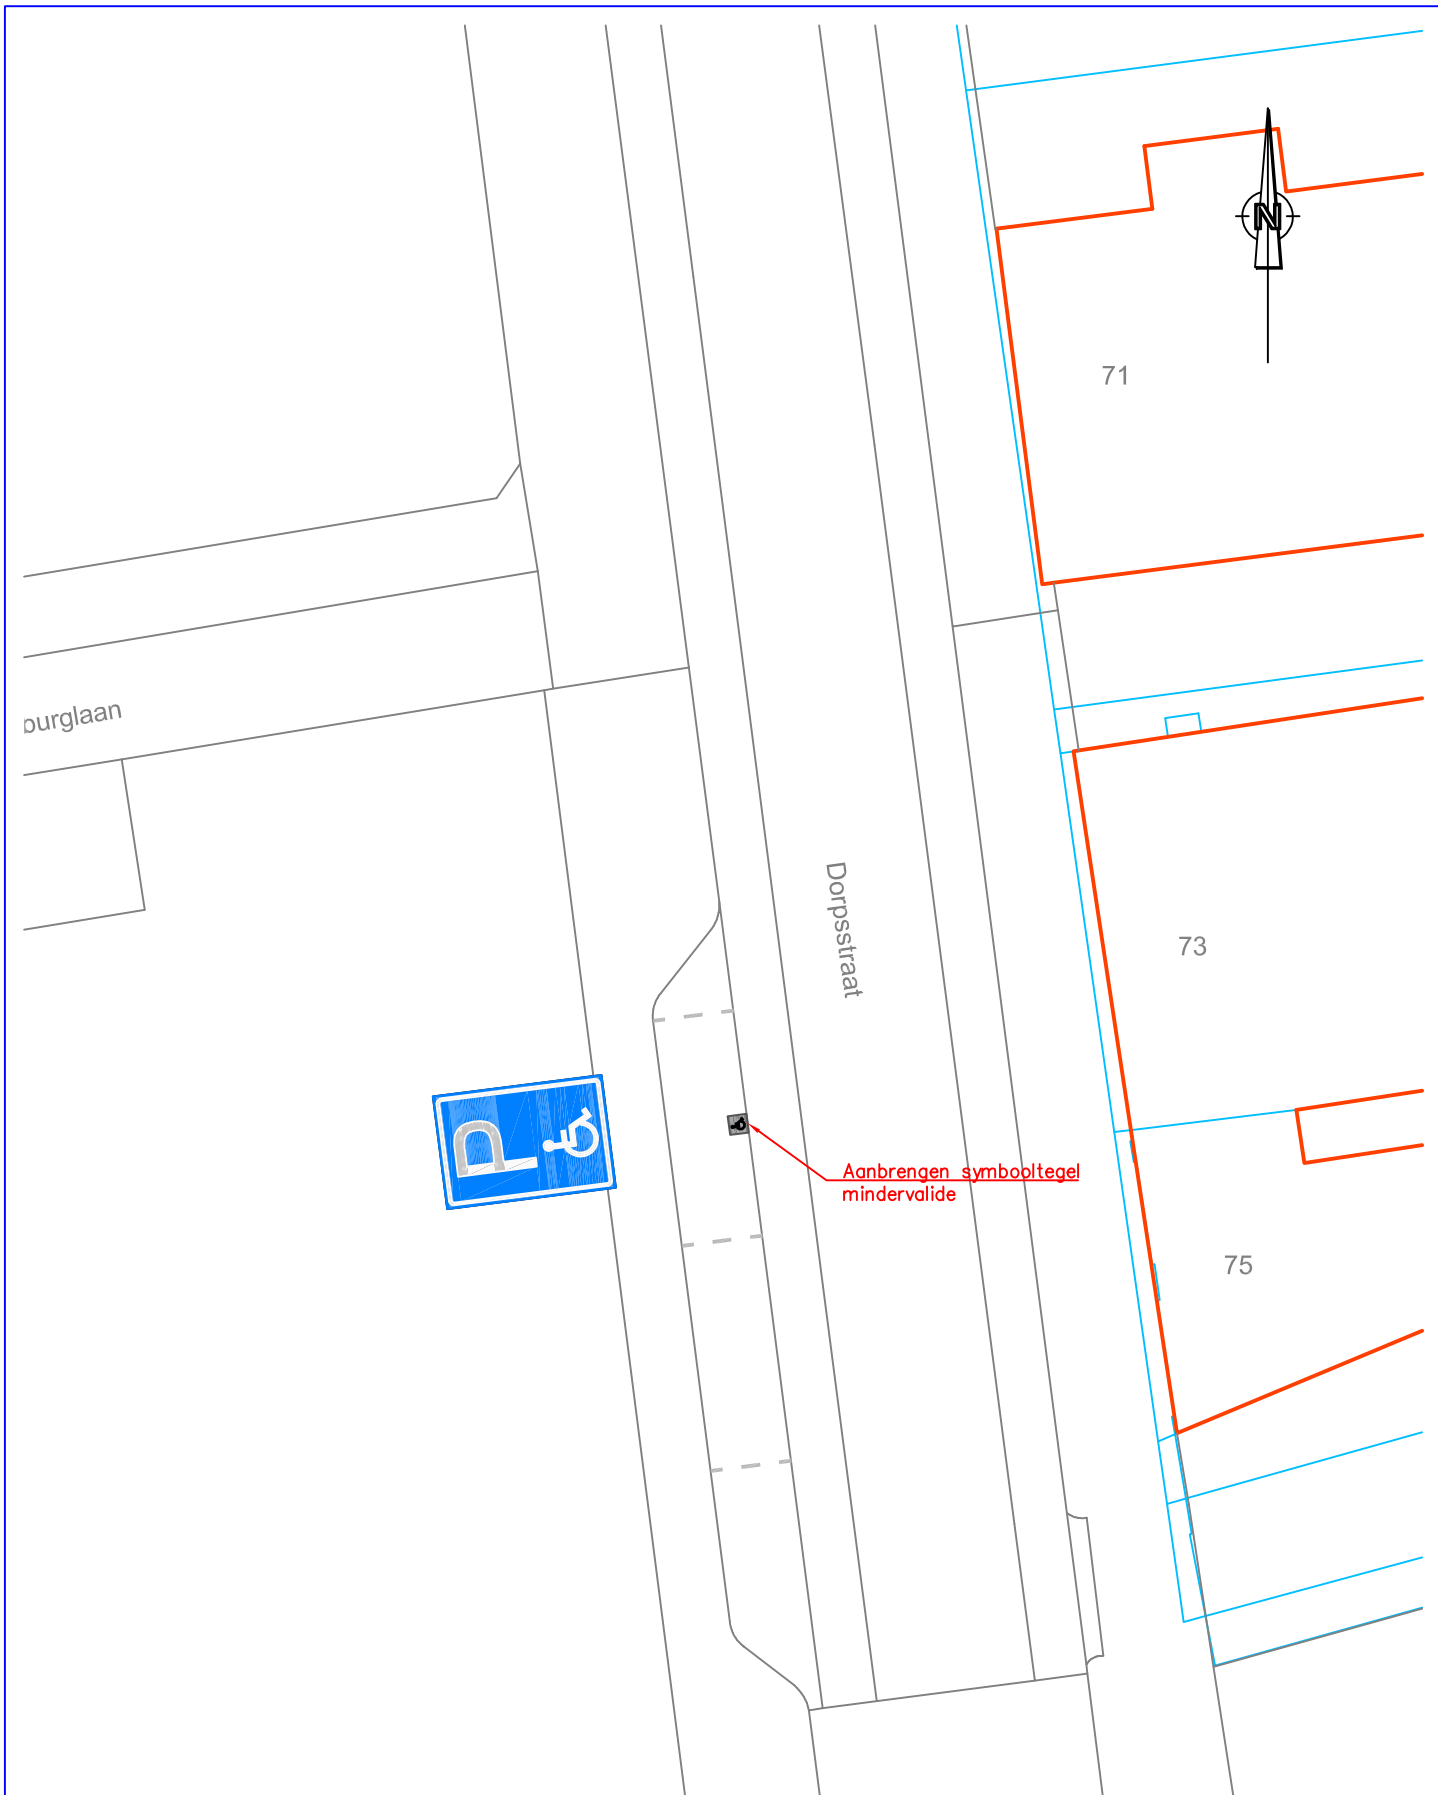 N
71
burglaan
Dorpsstraat
73
P
Aanbrengen symbooltegel
mindervalide
75